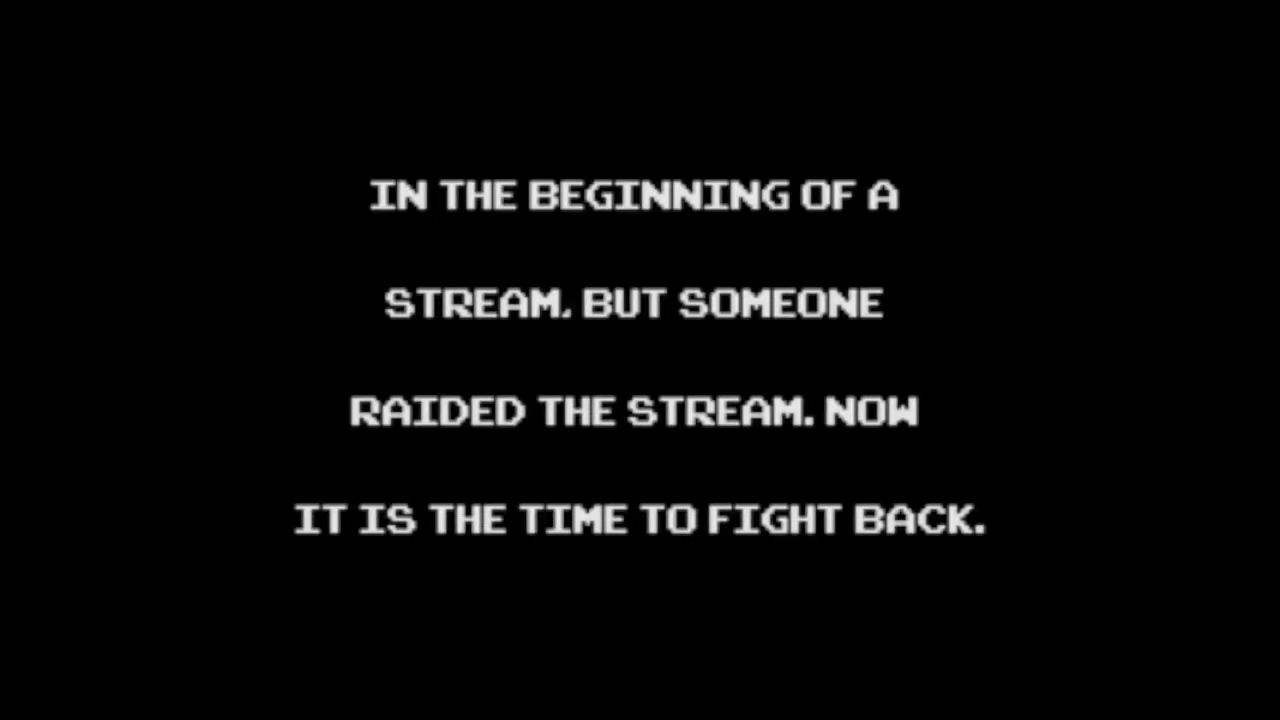 IN THE BEGINNING OF A
STREAM, BUT SOMEONE
RAIDED THE STREAM. NOW
IT IS THE TIME TO FIGHT BACK.